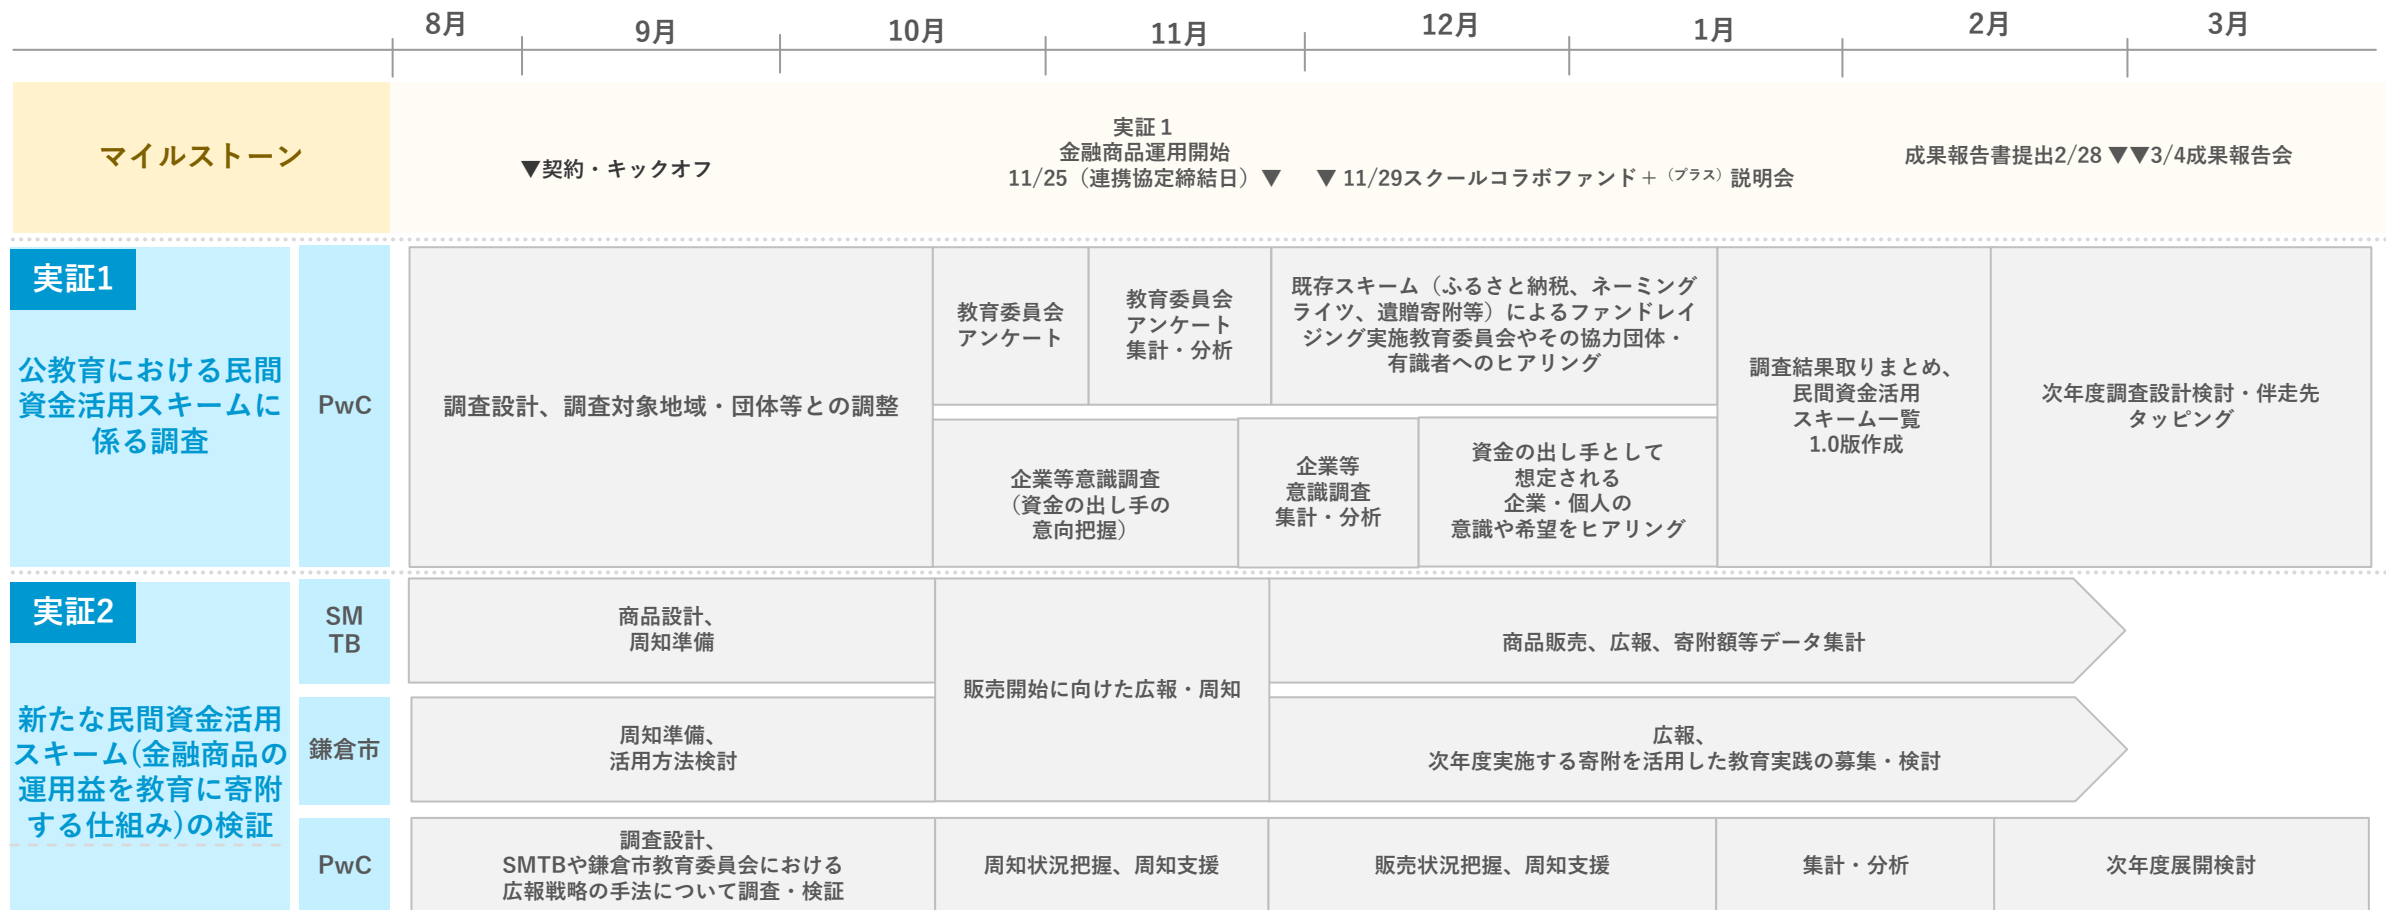 8月
9月
10月
11月
12月
1月
2月
3月
マイルストーン
▼契約・キックオフ
実証1
金融商品運用開始
11/25（連携協定締結日）▼
▼ 11/29スクールコラボファンド＋（プラス）説明会
成果報告書提出2/28 ▼▼3/4成果報告会
実証1
公教育における民間
資金活用スキームに
係る調査
PwC
調査設計、調査対象地域・団体等との調整
教育委員会
アンケート
教育委員会
アンケート
集計・分析
既存スキーム（ふるさと納税、ネーミング
ライツ、遺贈寄附等）によるファンドレイ
ジング実施教育委員会やその協力団体・
有識者へのヒアリング
企業等意識調査
（資金の出し手の
意向把握）
企業等
意識調査
集計・分析
資金の出し手として
想定される
企業・個人の
意識や希望をヒアリング
調査結果取りまとめ、
民間資金活用
スキーム一覧
1.0版作成
次年度調査設計検討・伴走先
タッピング
実証2
新たな民間資金活用
スキーム(金融商品の
運用益を教育に寄附
する仕組み)の検証
SM
TB
商品設計、
周知準備
販売開始に向けた広報・周知
商品販売、広報、寄附額等データ集計
鎌倉市
周知準備、
活用方法検討
広報、
次年度実施する寄附を活用した教育実践の募集・検討
PwC
調査設計、
SMTBや鎌倉市教育委員会における
広報戦略の手法について調査・検証
周知状況把握、周知支援
販売状況把握、周知支援
集計・分析
次年度展開検討